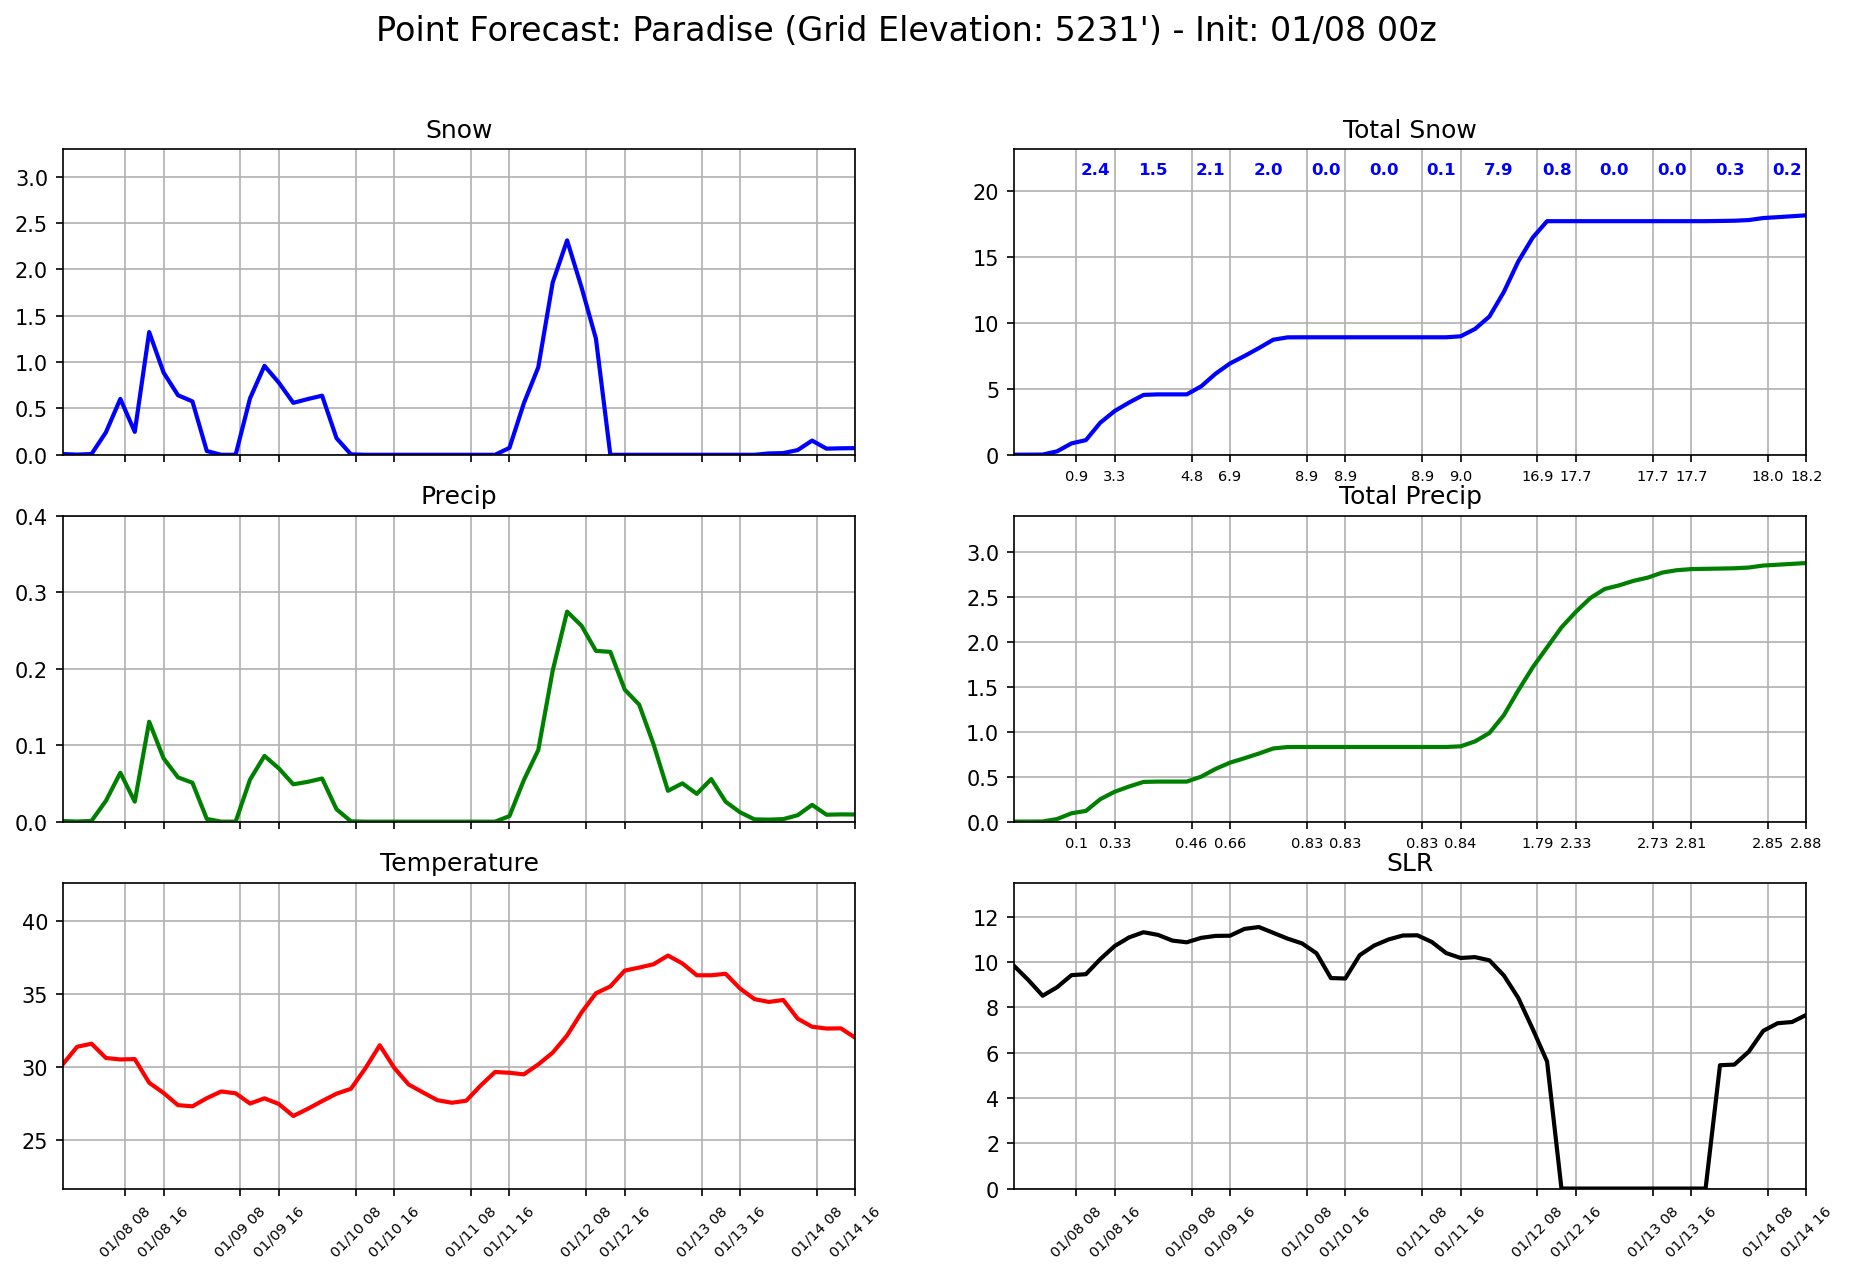 Point Forecast: Paradise (Grid Elevation: 5231') - Init: 01/08 00z
Snow
3.0
2.5
2.0
1.5
1.0
0.5
0.0
Total Snow
2.4 1.5 2.1 2.0 0.0 0.0 0.1 7.9 0.8 0.0 0.0 0.3 0.2
20
15
10
5
0
0.9 3.3 4.8 6.9 8.9 8.9 8.9 9.0 16.9 17.7 17.7 17.7 18.0 18.2
Precip
0.4
0.3
0.2
0.1
0.0
Total Precip
3.0
2.5
2.0
1.5
1.0
0.5
0.0
0.1 0.33 0.46 0.66 0.83 0.83 0.83 0.84 1.79 2.33 2.73 2.81 2.85 2.88
Temperature
40
35
30
25
01/08 08 01/08 16 01/09 08 01/09 16 01/10 08 01/10 16 01/11 08 01/11 16 01/12 08 01/12 16 01/13 08 01/13 16 01/14 08 01/14 16
SLR
12
10
8
6
4
2
0
01/08 08 01/08 16 01/09 08 01/09 16 01/10 08 01/10 16 01/11 08 01/11 16 01/12 08 01/12 16 01/13 08 01/13 16 01/14 08 01/14 16